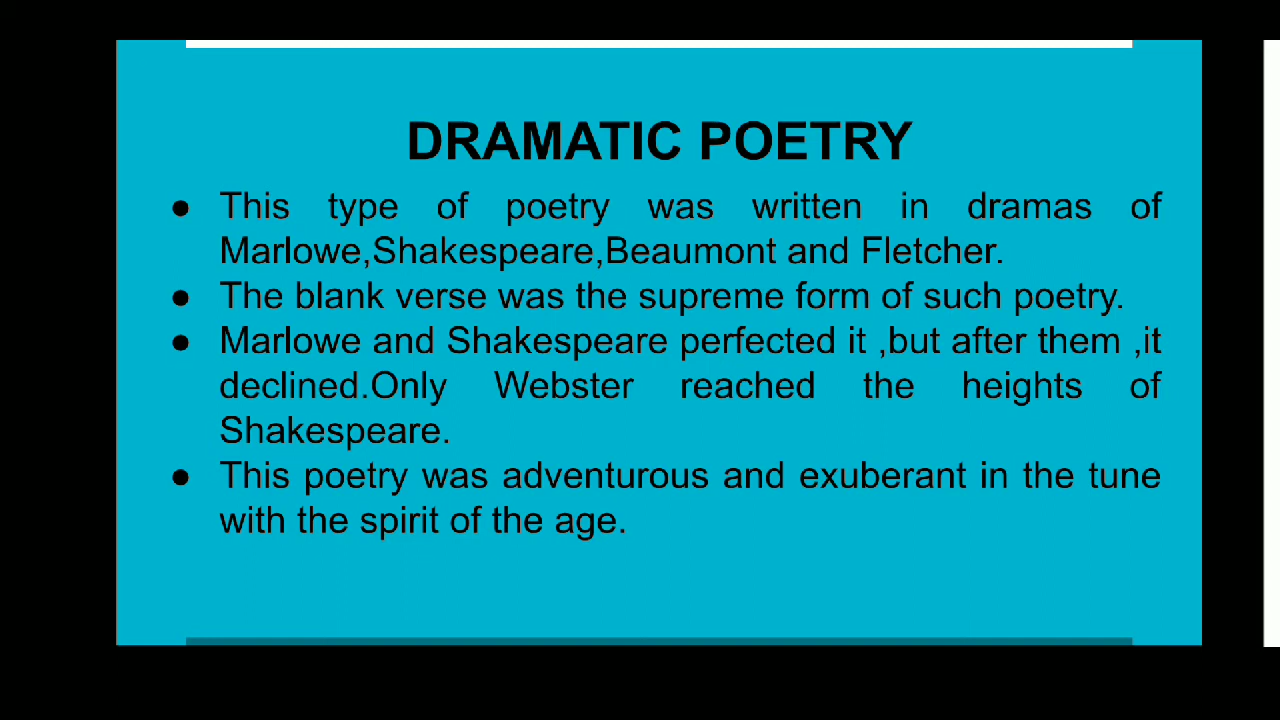 DRAMATIC POETRY
● This type of poetry was written in dramas of
Marlowe,Shakespeare,Beaumont and Fletcher.
● The blank verse was the supreme form of such poetry.
● Marlowe and Shakespeare perfected it ,but after them ,it
declined.Only Webster reached the heights of
Shakespeare.
● This poetry was adventurous and exuberant in the tune
with the spirit of the age.